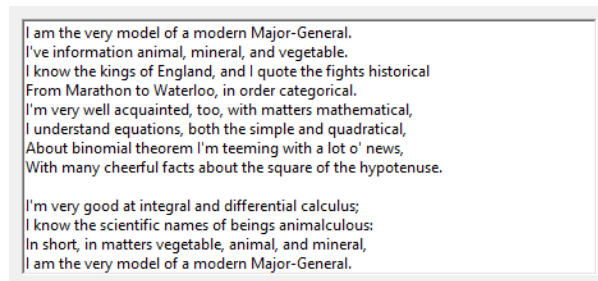 I am the very model of a modern Major-General.
I've information animal, mineral, and vegetable.
I know the kings of England, and I quote the fights historical
From Marathon to Waterloo, in order categorical.
I'm very well acquainted, too, with matters mathematical,
I understand equations, both the simple and quadratical,
About binomial theorem I'm teeming with a lot o' news,
With many cheerful facts about the square of the hypotenuse.

I'm very good at integral and differential calculus;
I know the scientific names of beings animalculous:
In short, in matters vegetable, animal, and mineral,
I am the very model of a modern Major-General.